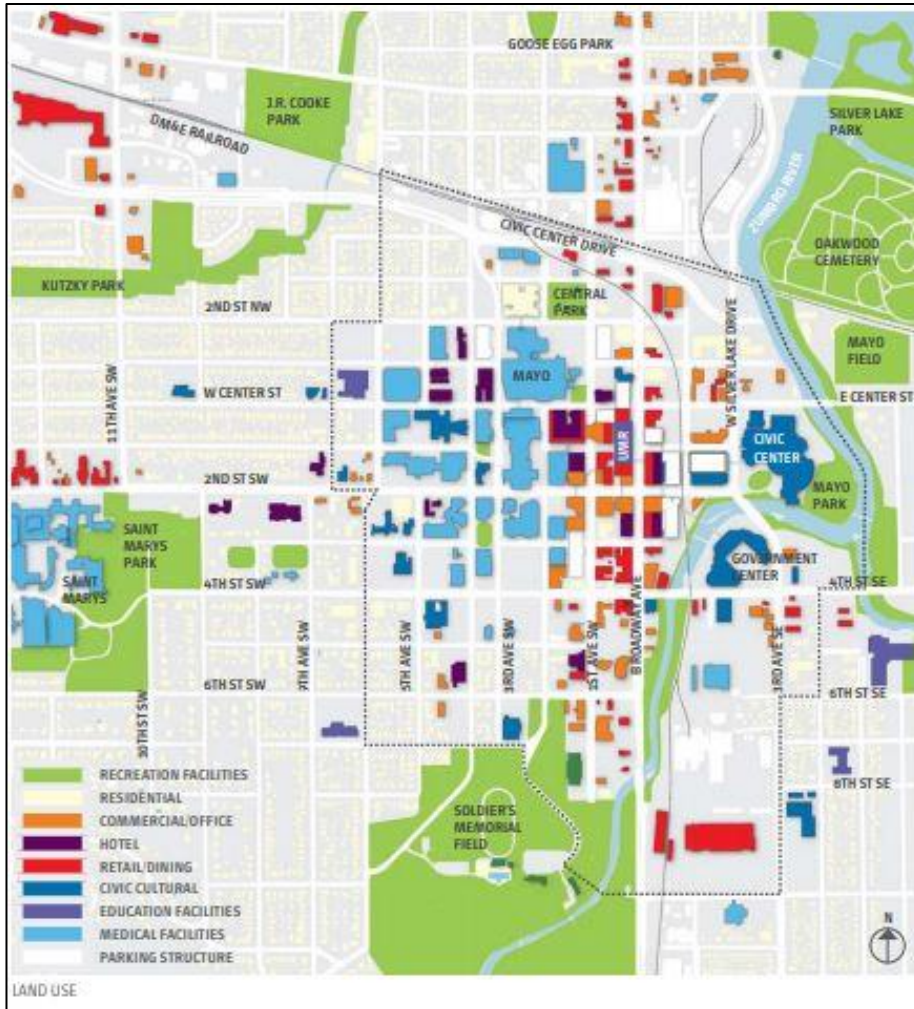 GOOSE EGG PARK
J.R. COOKE
PARK
SILVER LAKE
PARK
DM&E RAILROAD
ZUMBRO RIVER
CIVIC CENTER DRIVE
OAKWOOD
CEMETERY
KUTZKY PARK
CENTRAL
PARK
2ND ST NW
W SILVER LAKE DRIVE
MAYO
FIELD
MAYO
11TH AVE SW
W CENTER ST
E CENTER ST
UMR
CIVIC
CENTER
2ND ST SW
MAYO
PARK
SAINT
MARYS
PARK
SAINT
MARYS
GOVERNMENT
CENTER
4TH ST SW
4TH ST SE
10TH ST SW
7TH AVE SW
5TH AVE SW
3RD AVE SW
1ST AVE SW
BROADWAY AVE
3RD AVE SE
6TH ST SW
6TH ST SE
8TH ST SE
SOLDIER'S
MEMORIAL
FIELD
RECREATION FACILITIES
RESIDENTIAL
COMMERCIAL/OFFICE
HOTEL
RETAIL/DINING
CIVIC CULTURAL
EDUCATION FACILITIES
MEDICAL FACILITIES
PARKING STRUCTURE
N
LAND USE